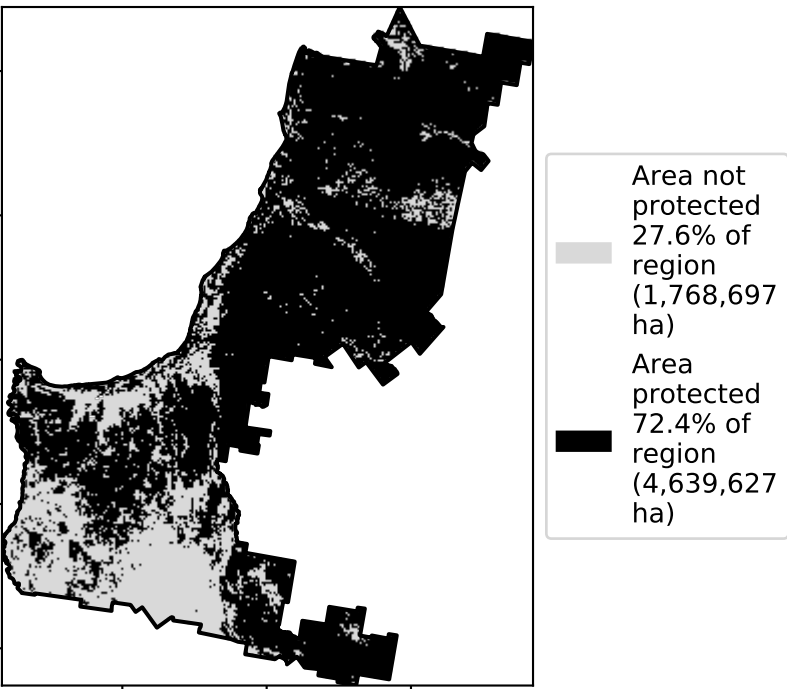 Area not
protected
27.6% of
region
(1,768,697
ha)
Area
protected
72.4% of
region
(4,639,627
ha)